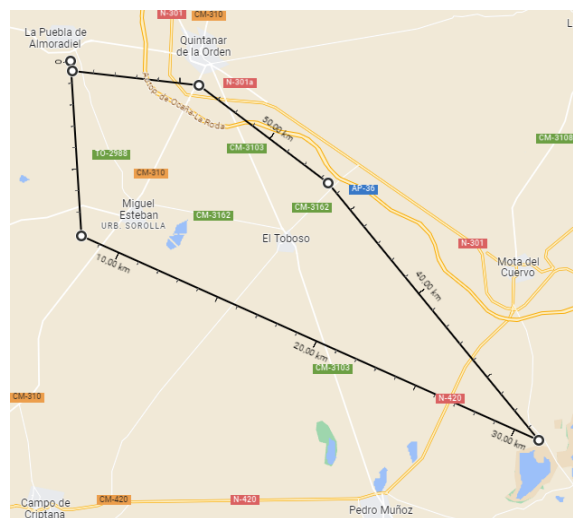 N-301
CM-310
La Puebla de
Almoradiel
Quintanar
de la Orden
L
0
N-301a
Autop. de Ocaña-La Roda
50.00 km
CM-3108
TO-2988
CM-3103
CM-310
AP-36
Miguel
Esteban
URB. SOROLLA
CM-3162
CM-3162
El Toboso
N-301
10.00 km
Mota del
Cuervo
40.00 km
20.00 km
CM-3103
CM-310
N-420
30.00 km
Campo de
Criptana
CM-420
N-420
Pedro Muñoz